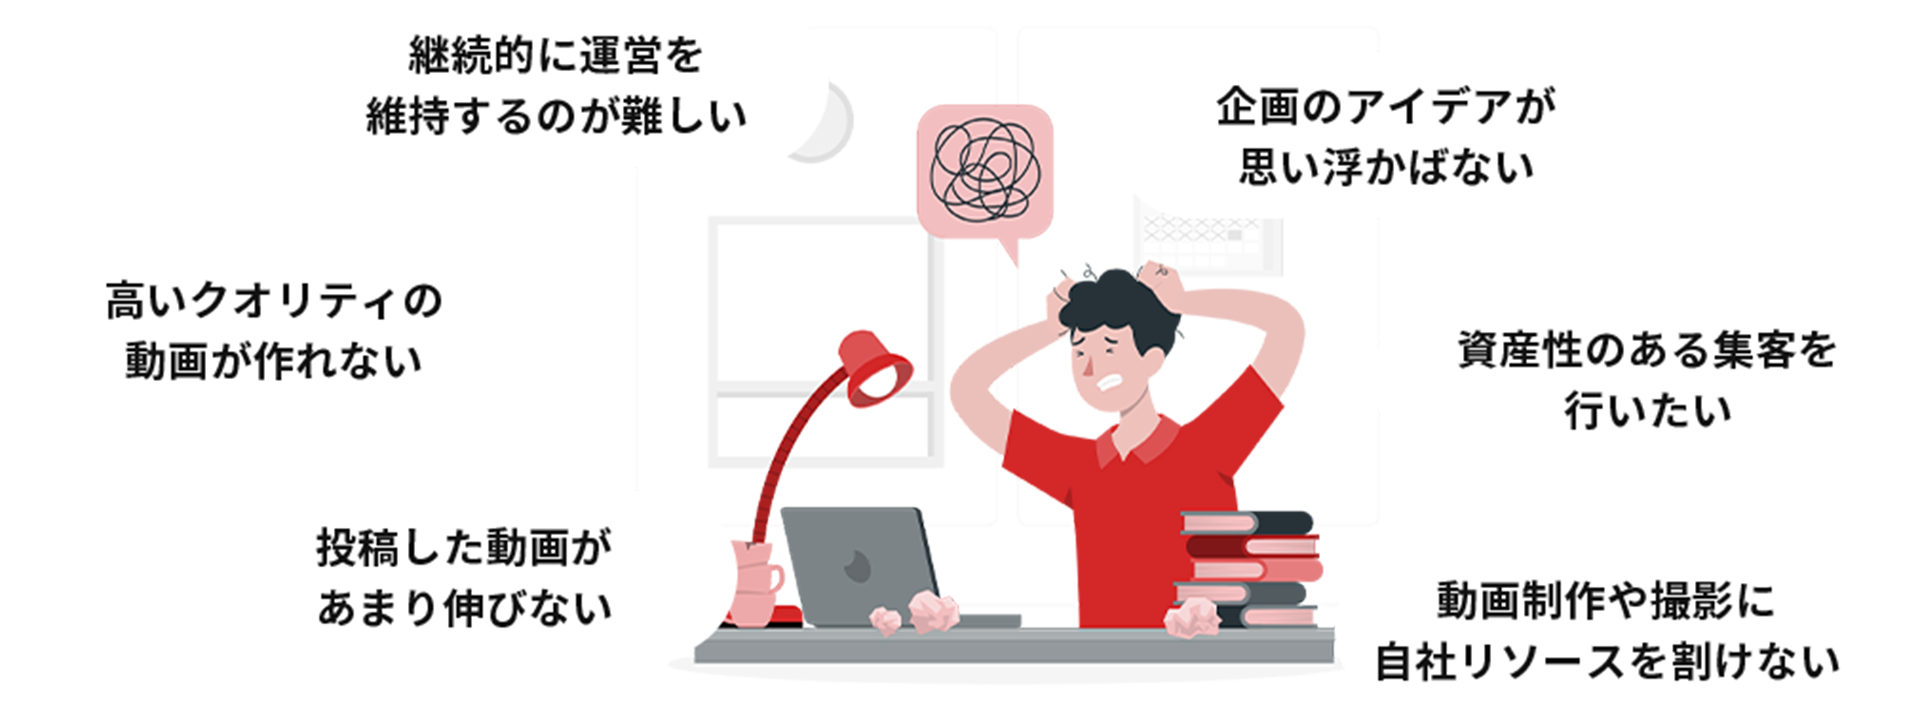 継続的に運営を
維持するのが難しい
企画のアイデアが
思い浮かばない
高いクオリティの
動画が作れない
資産性のある集客を
行いたい
投稿した動画が
あまり伸びない
動画制作や撮影に
自社リソースを割けない